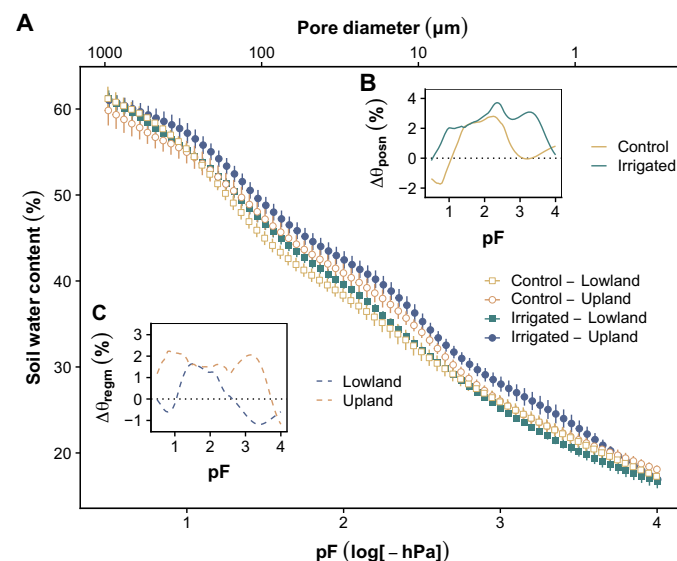 A
Pore diameter (μm)
1000 100 10 1
Soil water content (%)
60
50
40
30
20
1 2 3 4
pF (log[ – hPa])
B
Δθposn (%)
4
2
0
−2
1 2 3 4
pF
Control
Irrigated
Control – Lowland
Control – Upland
Irrigated – Lowland
Irrigated – Upland
C
Δθregm (%)
3
2
1
0
−1
1 2 3 4
pF
Lowland
Upland